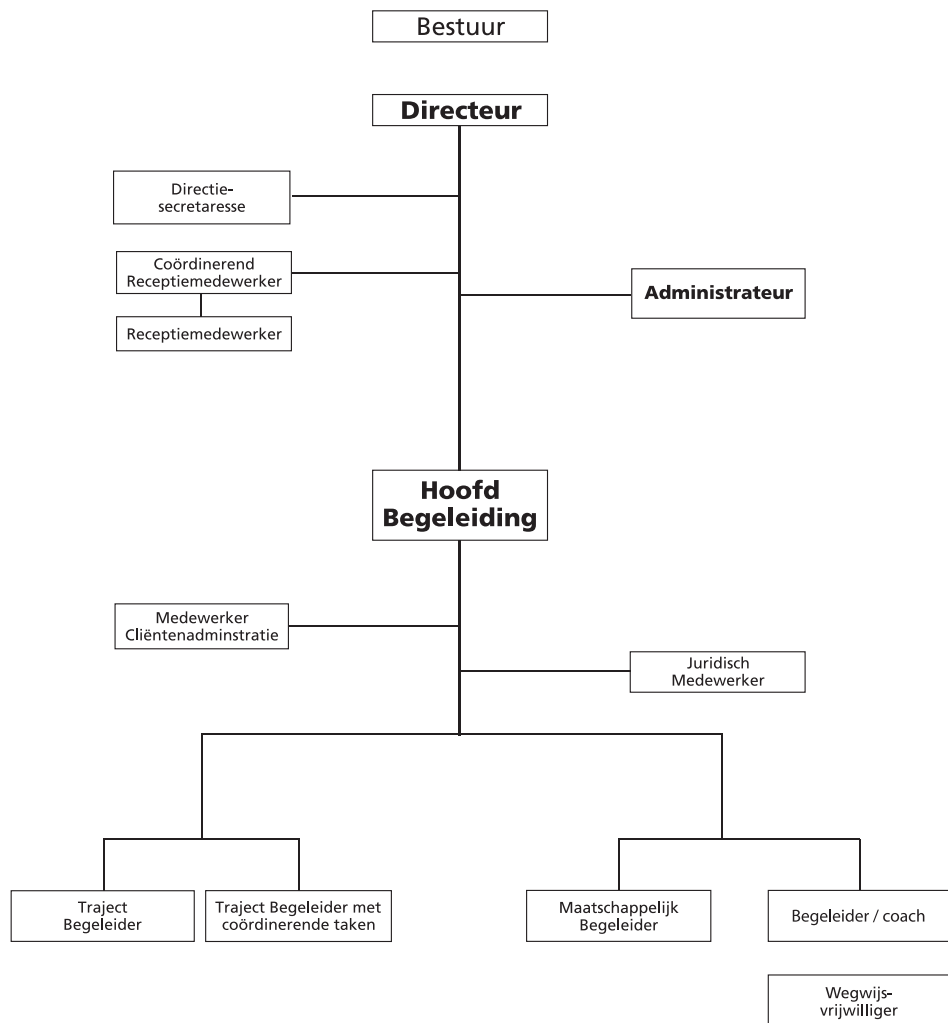 Bestuur
Directeur
Directie-
secretaresse
Coördinerend
Receptiemedewerker
Administrateur
Receptiemedewerker
Hoofd
Begeleiding
Medewerker
Cliëntenadminstratie
Juridisch
Medewerker
Traject
Begeleider
Traject Begeleider met
coördinerende taken
Maatschappelijk
Begeleider
Begeleider / coach
Wegwijs-
vrijwilliger